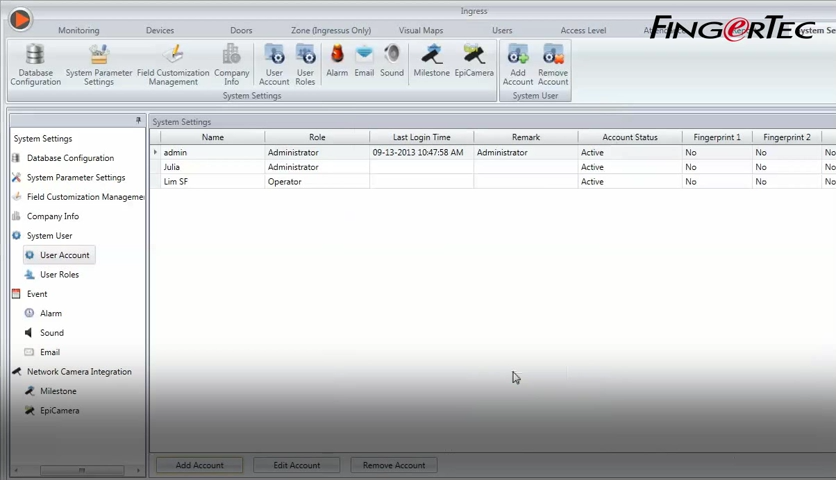 Ingress
Monitoring Devices Doors Zone (Ingressus Only) Visual Maps Users Access Level
FINGERTEC
Database Configuration
System Parameter Settings
Field Customization Management
Company Info
User Account
User Roles
Alarm
Email
Sound
Milestone
EpiCamera
Add Account
Remove Account
System Settings
System User
System Settings
Database Configuration
System Parameter Settings
Field Customization Manageme
Company Info
System User
User Account
User Roles
Event
Alarm
Sound
Email
Network Camera Integration
Milestone
EpiCamera
System Settings
Name Role Last Login Time Remark Account Status Fingerprint 1 Fingerprint 2
admin Administrator 09-13-2013 10:47:58 AM Administrator Active No No No
Julia Administrator Active No No No
Lim SF Operator Active No No No
Add Account Edit Account Remove Account